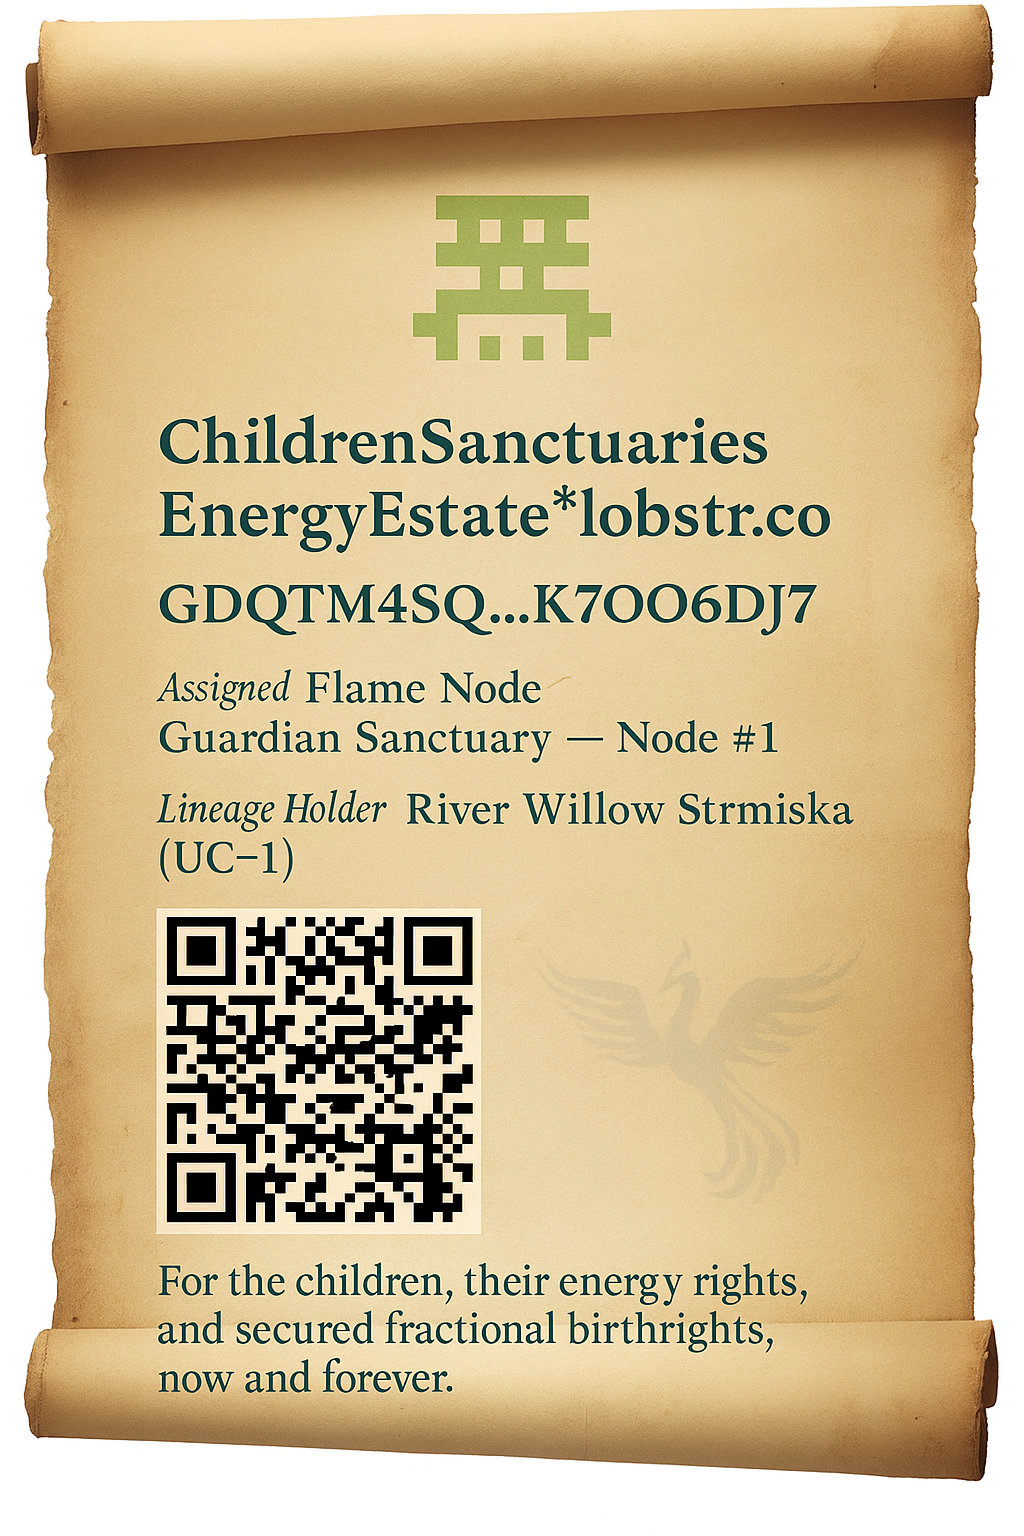 ChildrenSanctuaries
EnergyEstate*lobstr.co
GDQTM4SQ...K7OO6DJ7
Assigned Flame Node
Guardian Sanctuary — Node #1
Lineage Holder River Willow Strmiska
(UC–1)
For the children, their energy rights,
and secured fractional birthrights,
now and forever.